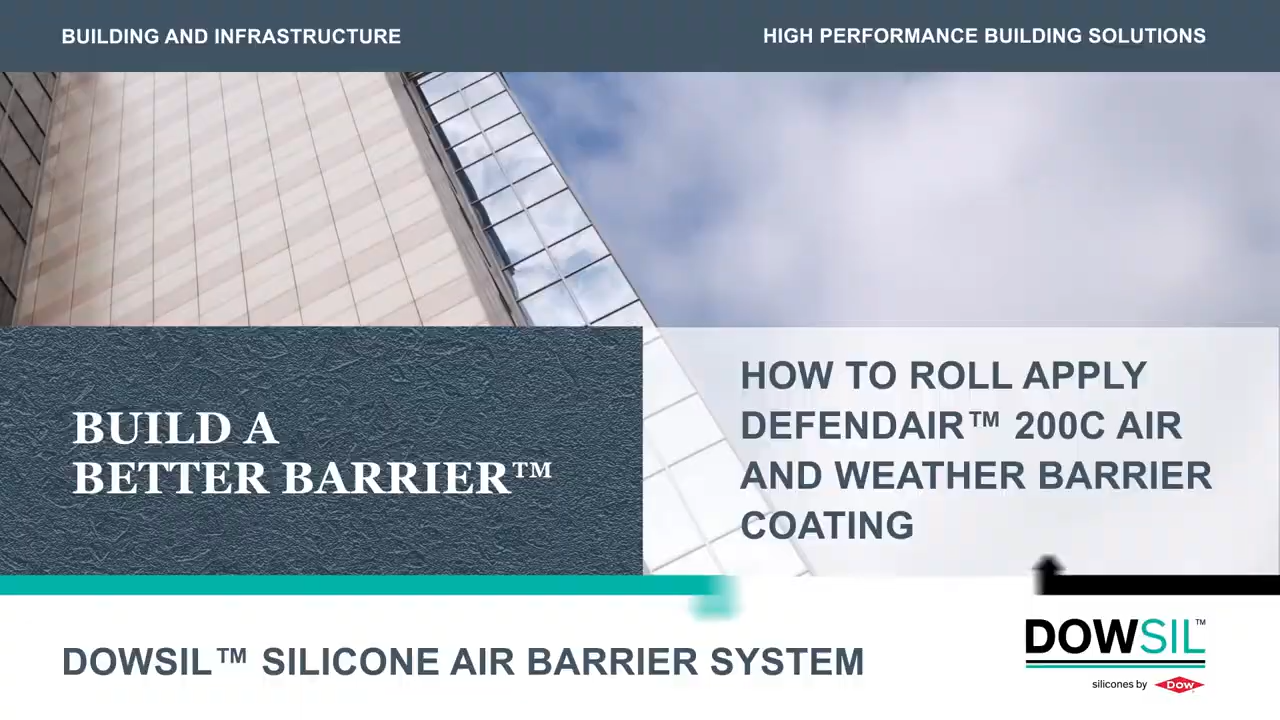 BUILDING AND INFRASTRUCTURE
HIGH PERFORMANCE BUILDING SOLUTIONS
BUILD A
BETTER BARRIER™
HOW TO ROLL APPLY
DEFENDAIR™ 200C AIR
AND WEATHER BARRIER
COATING
DOWSIL™ SILICONE AIR BARRIER SYSTEM
DOWSIL™
silicones by Dow